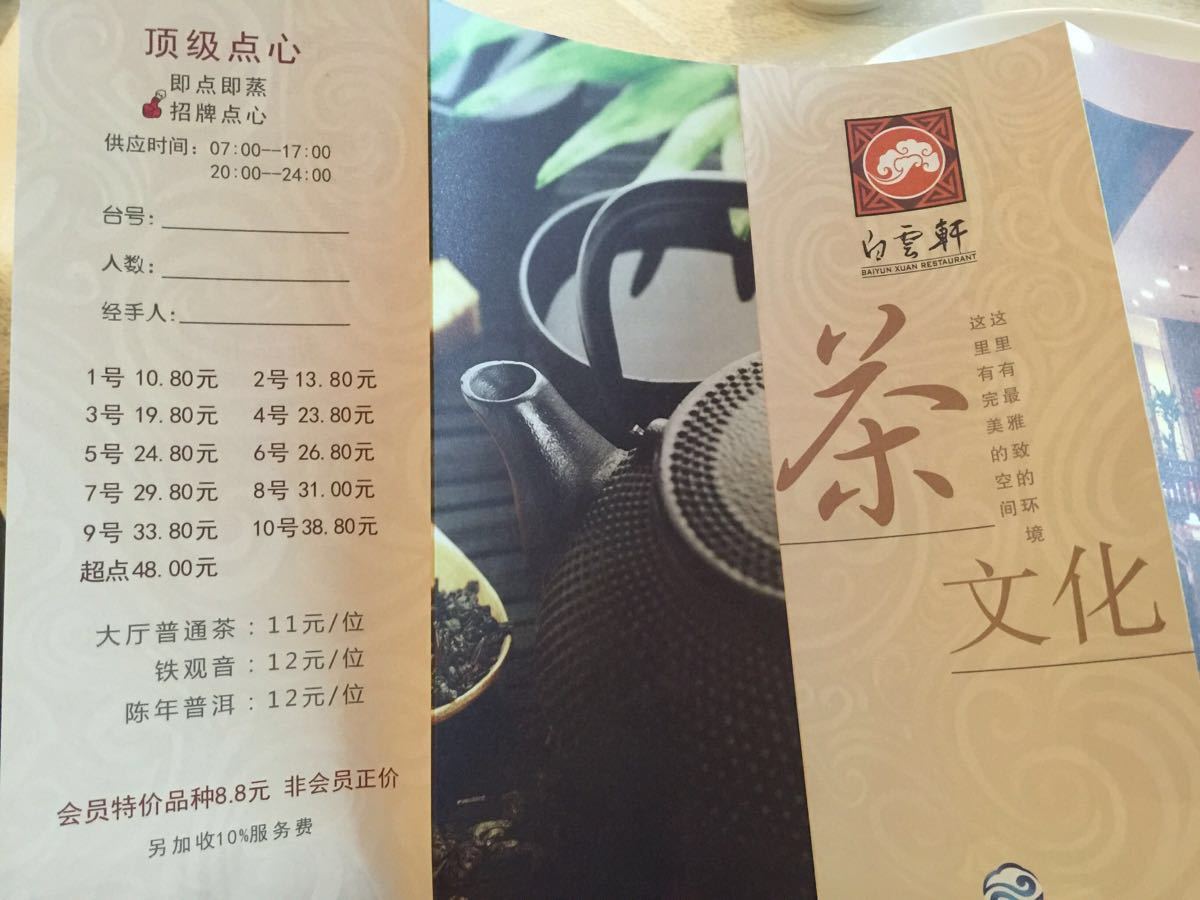 顶级点心
即点即蒸
招牌点心
供应时间：07:00--17:00
20:00--24:00
台号：
人数：
经手人：
1号 10.80元 2号 13.80元
3号 19.80元 4号 23.80元
5号 24.80元 6号 26.80元
7号 29.80元 8号 31.00元
9号 33.80元 10号 38.80元
超点 48.00元
大厅普通茶：11元/位
铁观音：12元/位
陈年普洱：12元/位
会员特价品种8.8元 非会员正价
另加收10%服务费
白雲軒
BAIYUN XUAN RESTAURANT
茶
文化
这里有最雅致的环境
这里有完美的空间